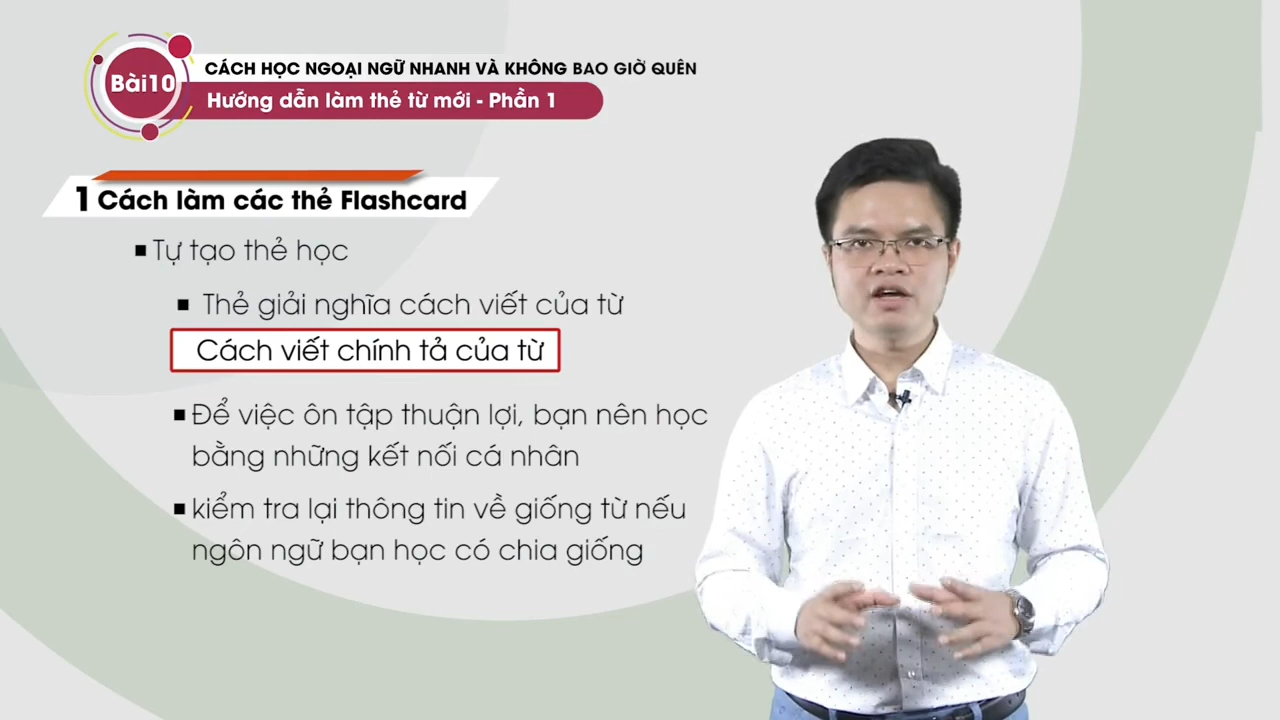 Bài10
CÁCH HỌC NGOẠI NGỮ NHANH VÀ KHÔNG BAO GIỜ QUÊN
Hướng dẫn làm thẻ từ mới - Phần 1
1 Cách làm các thẻ Flashcard
Tự tạo thẻ học
Thẻ giải nghĩa cách viết của từ
Cách viết chính tả của từ
Để việc ôn tập thuận lợi, bạn nên học
bằng những kết nối cá nhân
kiểm tra lại thông tin về giống từ nếu
ngôn ngữ bạn học có chia giống